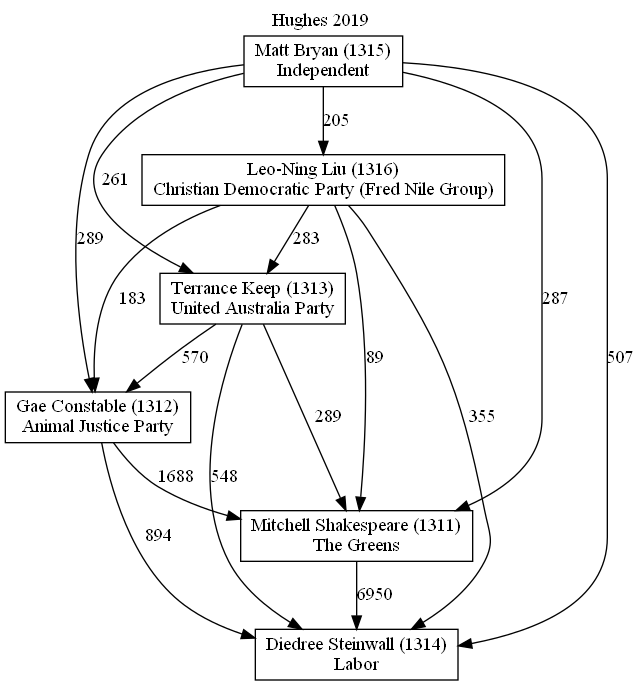 Hughes 2019
Matt Bryan (1315)
Independent
205
Leo-Ning Liu (1316)
Christian Democratic Party (Fred Nile Group)
261
289
283
183
Terrance Keep (1313)
United Australia Party
287
570
89
507
Gae Constable (1312)
Animal Justice Party
289
355
1688
548
Mitchell Shakespeare (1311)
The Greens
894
6950
Diedree Steinwall (1314)
Labor